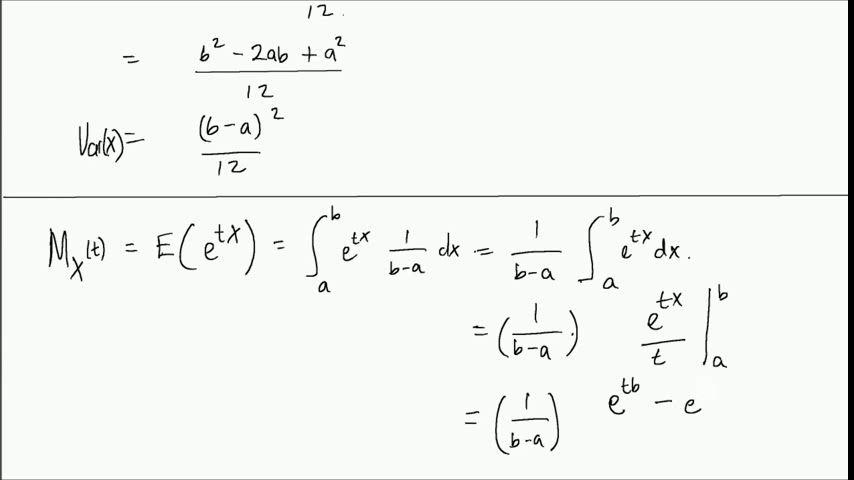 12.
= b² - 2ab + a² / 12
Var(X) = (b-a)² / 12
M_X(t) = E(e^{tX}) = ∫_a^b e^{tx} 1/(b-a) dx = 1/(b-a) ∫_a^b e^{tx} dx.
= (1/(b-a).) e^{tx}/t |_a^b
= (1/(b-a)) e^{tb} - e